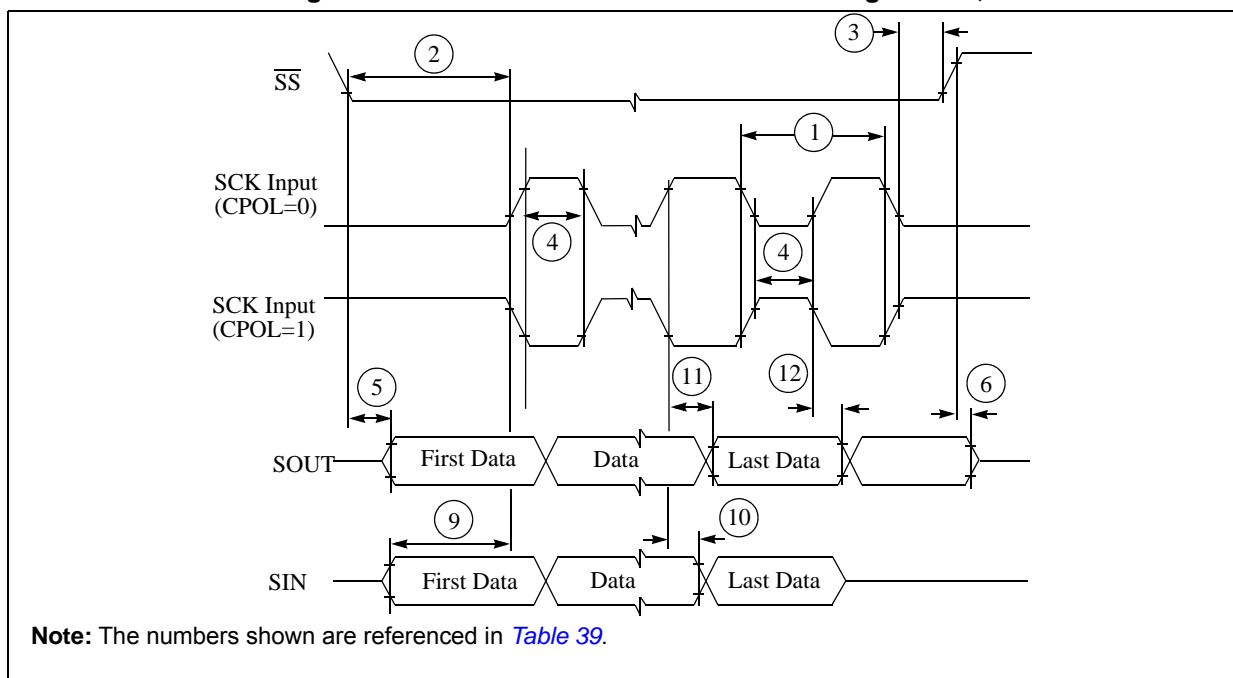 3
2
SS
1
SCK Input
(CPOL=0)
4
4
SCK Input
(CPOL=1)
5
11
12
6
SOUT
First Data
Data
Last Data
9
10
SIN
First Data
Data
Last Data
Note: The numbers shown are referenced in Table 39.